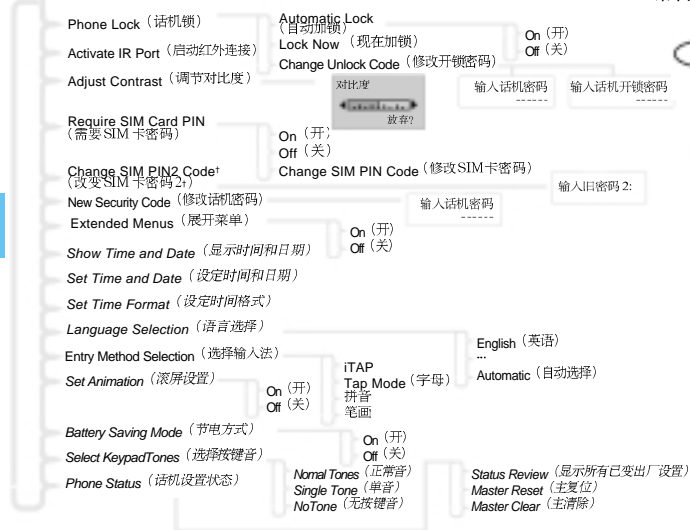 Phone Lock（话机锁）
Automatic Lock
（自动加锁）
On（开）
Off（关）
Lock Now （现在加锁）
Change Unlock Code（修改开锁密码）
输入话机密码
------
输入话机开锁密码
------
Activate IR Port（启动红外连接）
Adjust Contrast（调节对比度）
对比度
放弃?
Require SIM Card PIN
（需要SIM 卡密码）
On（开）
Off（关）
Change SIM PIN Code（修改SIM卡密码）
Change SIM PIN2 Code†
（改变SIM 卡密码2†）
输入旧密码 2:
New Security Code（修改话机密码）
输入话机密码
------
Extended Menus（展开菜单）
On（开）
Off（关）
Show Time and Date（显示时间和日期）
Set Time and Date（设定时间和日期）
Set Time Format（设定时间格式）
Language Selection（语言选择）
English（英语）
...
Automatic（自动选择）
Entry Method Selection（选择输入法）
iTAP
Tap Mode（字母）
拼音
笔画
Set Animation（滚屏设置）
On（开）
Off（关）
Battery Saving Mode（节电方式）
On（开）
Off（关）
Select KeypadTones（选择按键音）
Nomal Tones（正常音）
Single Tone（单音）
NoTone（无按键音）
Phone Status（话机设置状态）
Status Review（显示所有已变出厂设置）
Master Reset（主复位）
Master Clear（主清除）